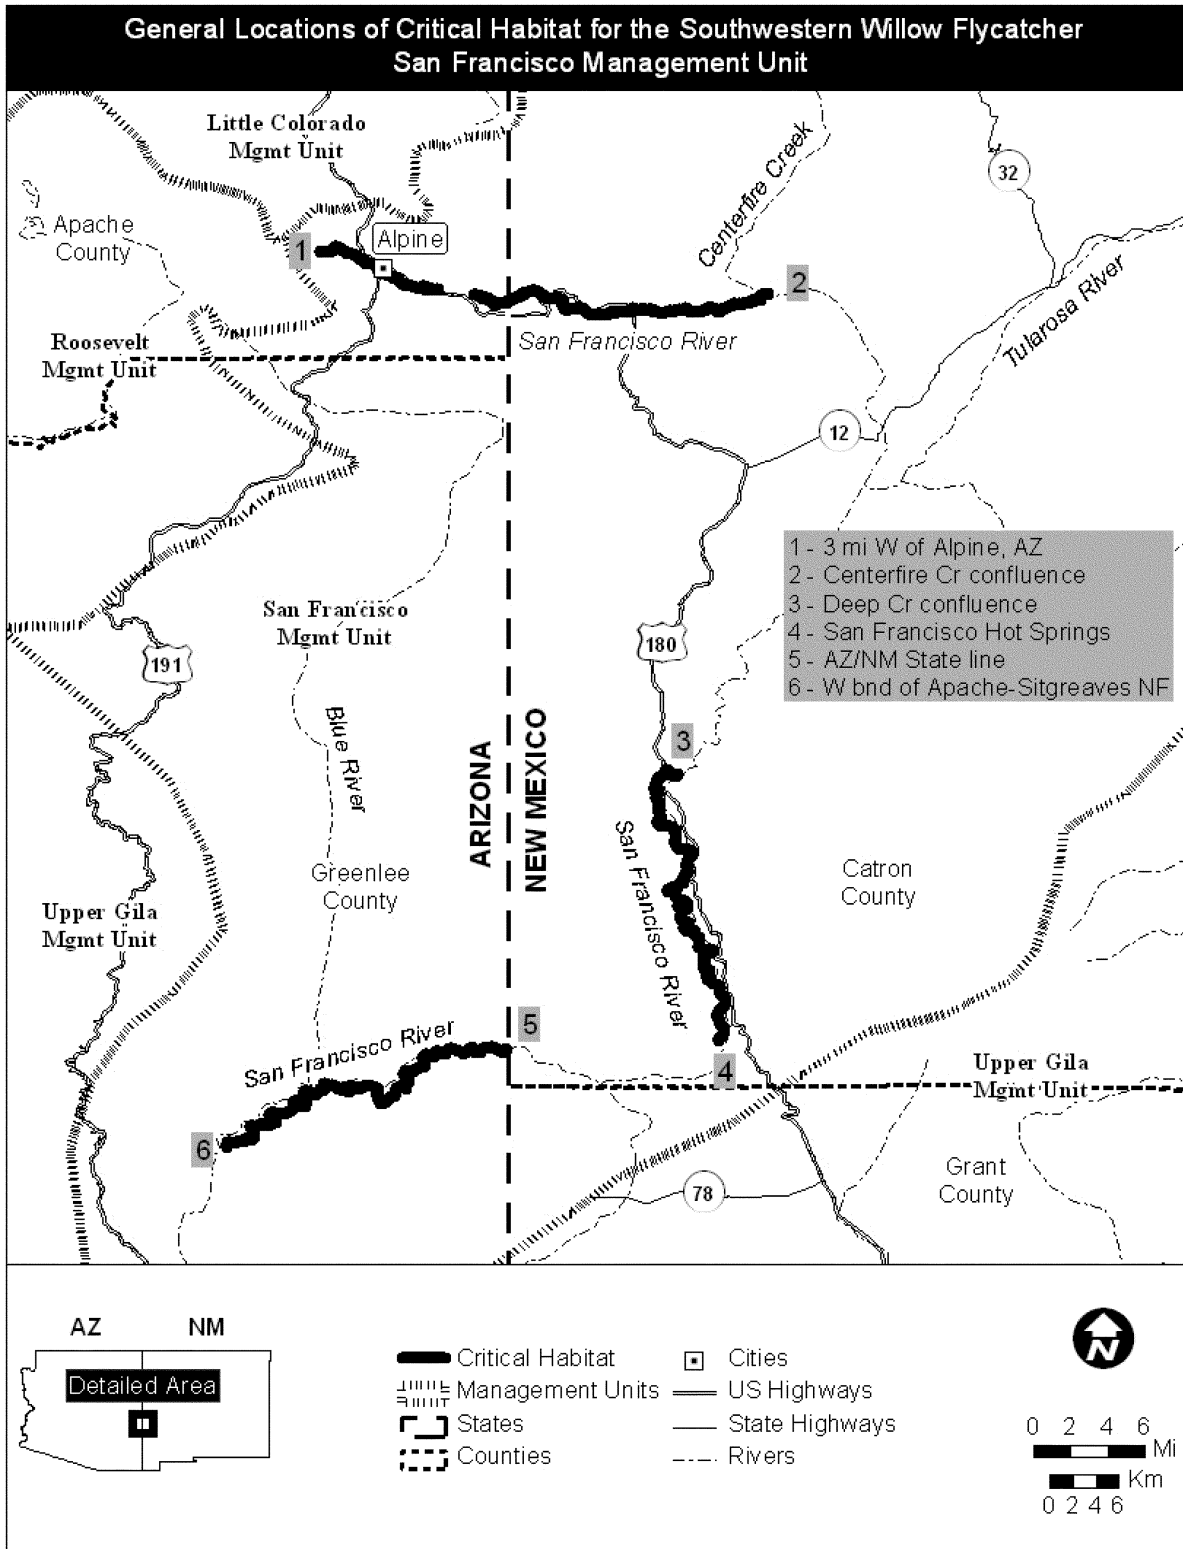 General Locations of Critical Habitat for the Southwestern Willow Flycatcher
San Francisco Management Unit
Little Colorado
Mgmt Unit
Centerfire Creek
32
Apache
County
Alpine
1
2
Tularosa River
San Francisco River
Roosevelt
Mgmt Unit
12
1 - 3 mi W of Alpine, AZ
2 - Centerfire Cr confluence
3 - Deep Cr confluence
4 - San Francisco Hot Springs
5 - AZ/NM State line
6 - W bnd of Apache-Sitgreaves NF
San Francisco
Mgmt Unit
191
180
Blue River
ARIZONA
NEW MEXICO
3
San Francisco River
Greenlee
County
Catron
County
Upper Gila
Mgmt Unit
San Francisco River
5
4
6
Upper Gila
Mgmt Unit
78
Grant
County
AZ NM
Detailed Area
Critical Habitat
Management Units
States
Counties
Cities
US Highways
State Highways
Rivers
N
0 2 4 6
Mi
Km
0 2 4 6